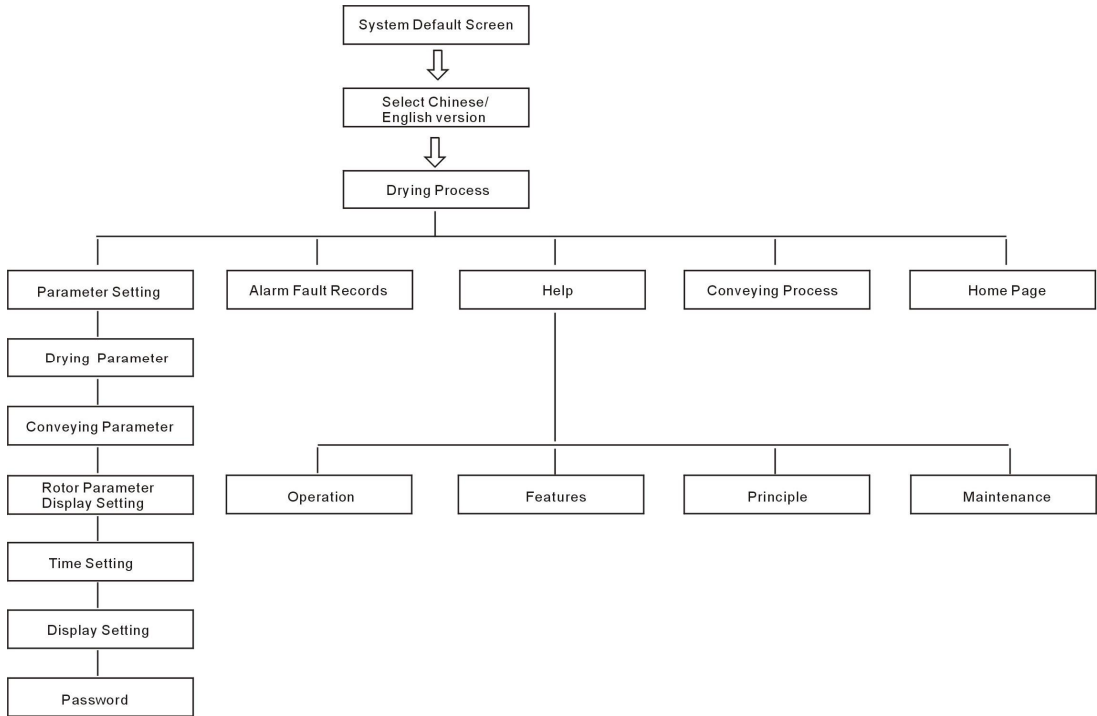 System Default Screen
Select Chinese/
English version
Drying Process
Parameter Setting
Alarm Fault Records
Help
Conveying Process
Home Page
Drying Parameter
Conveying Parameter
Rotor Parameter
Display Setting
Operation
Features
Principle
Maintenance
Time Setting
Display Setting
Password